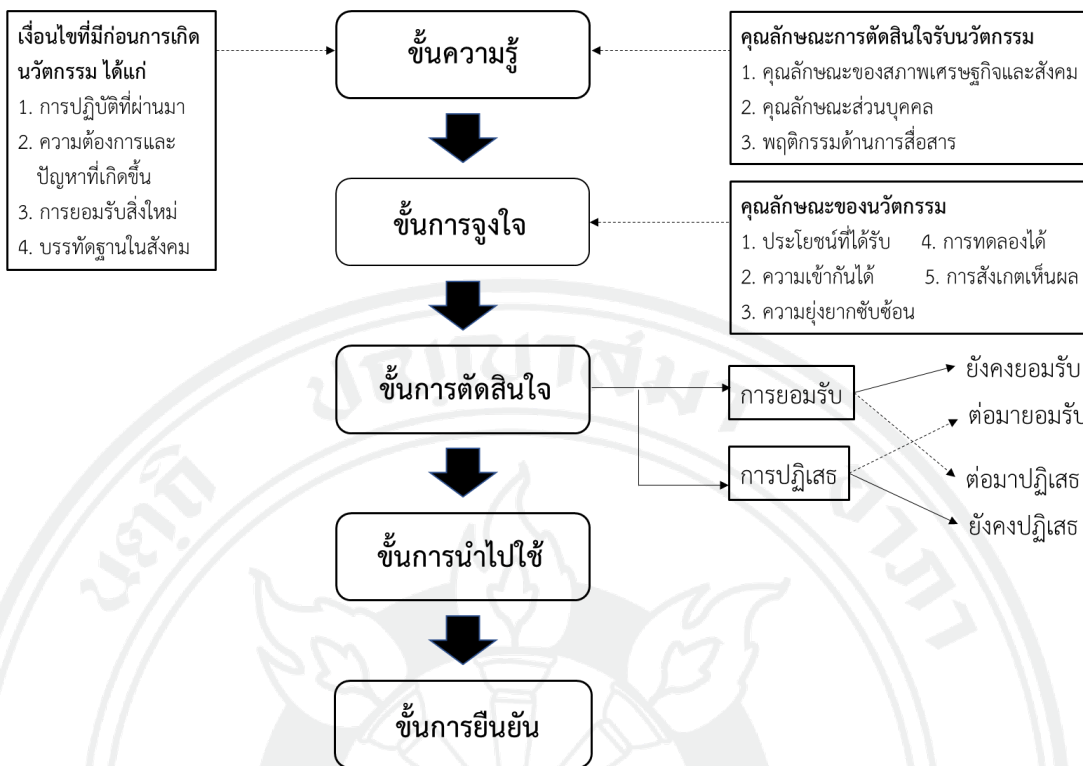 เงื่อนไขที่มีก่อนการเกิด
นวัตกรรม ได้แก่
1. การปฏิบัติที่ผ่านมา
2. ความต้องการและ
ปัญหาที่เกิดขึ้น
3. การยอมรับสิ่งใหม่
4. บรรทัดฐานในสังคม
ขั้นความรู้
คุณลักษณะการตัดสินใจรับนวัตกรรม
1. คุณลักษณะของสภาพเศรษฐกิจและสังคม
2. คุณลักษณะส่วนบุคคล
3. พฤติกรรมด้านการสื่อสาร
ขั้นการจูงใจ
คุณลักษณะของนวัตกรรม
1. ประโยชน์ที่ได้รับ 4. การทดลองได้
2. ความเข้ากันได้ 5. การสังเกตเห็นผล
3. ความยุ่งยากซับซ้อน
ขั้นการตัดสินใจ
การยอมรับ
การปฏิเสธ
ยังคงยอมรับ
ต่อมายอมรับ
ต่อมาปฏิเสธ
ยังคงปฏิเสธ
ขั้นการนำไปใช้
ขั้นการยืนยัน